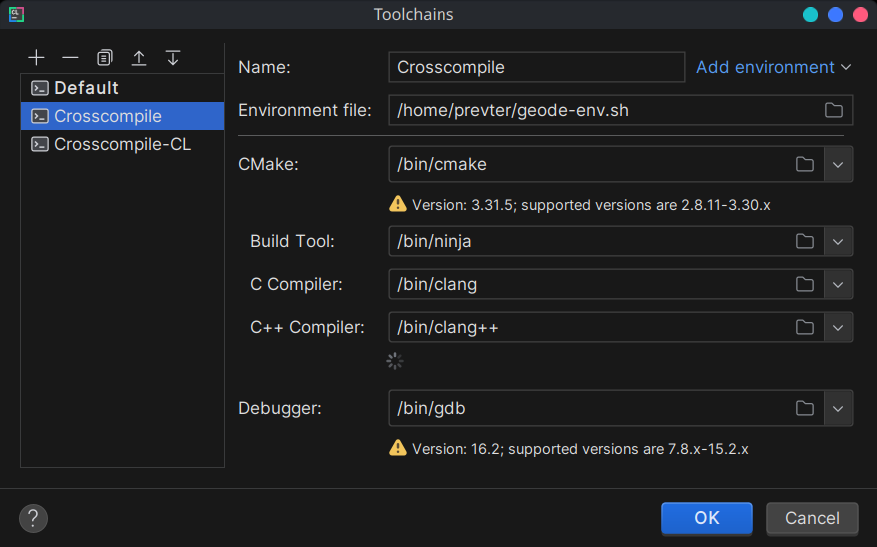 Toolchains
Default
Crosscompile
Crosscompile-CL
Name: Crosscompile Add environment
Environment file: /home/prevter/geode-env.sh
CMake: /bin/cmake
Version: 3.31.5; supported versions are 2.8.11-3.30.x
Build Tool: /bin/ninja
C Compiler: /bin/clang
C++ Compiler: /bin/clang++
Debugger: /bin/gdb
Version: 16.2; supported versions are 7.8.x-15.2.x
? OK Cancel